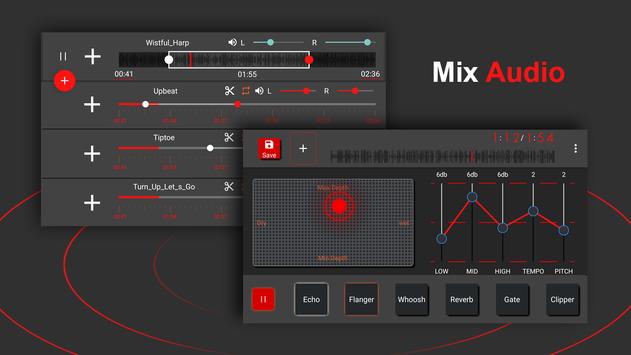 Mix Audio
Wistful_Harp
L
R
00:41
01:55
02:36
Upbeat
L
R
Tiptoe
Turn_Up_Let_s_Go
Save
1:12/1:54
Max Depth
Dry
wet
Min Depth
6db 6db 6db 2 2
LOW MID HIGH TEMPO PITCH
Echo Flanger Whoosh Reverb Gate Clipper